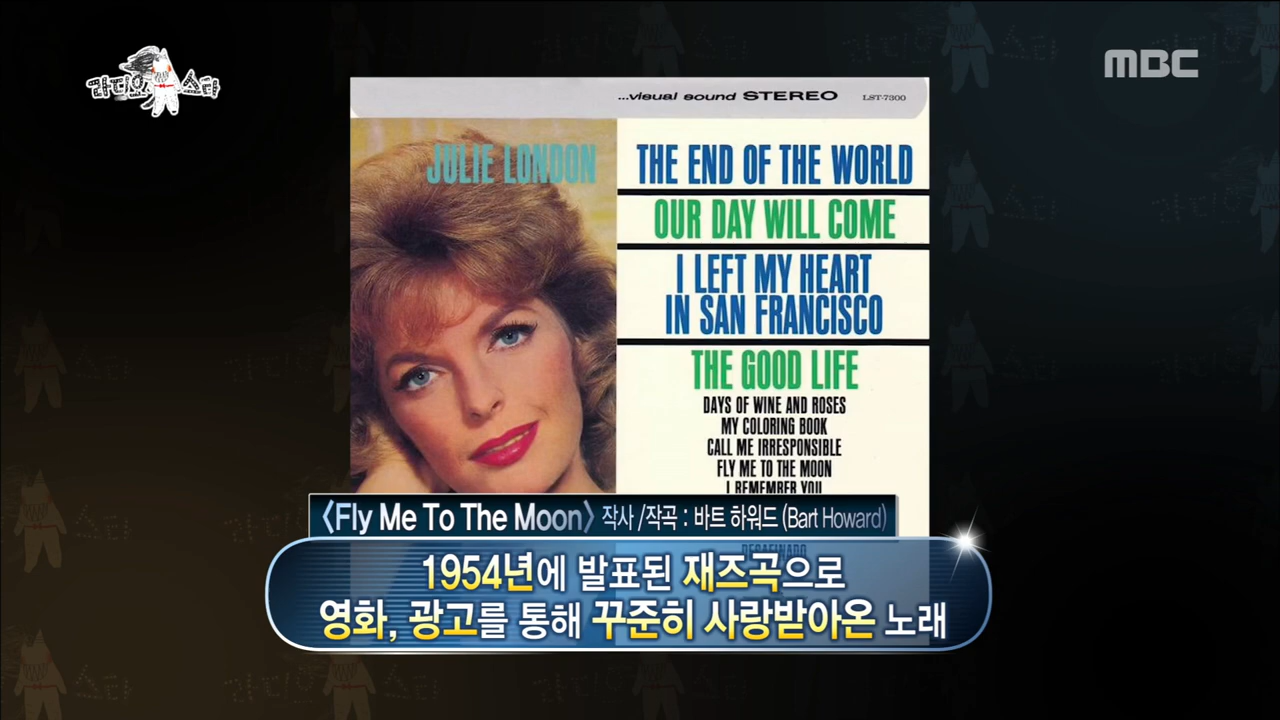 라디오스타
MBC
...visual sound STEREO LST-7300
JULIE LONDON
THE END OF THE WORLD
OUR DAY WILL COME
I LEFT MY HEART
IN SAN FRANCISCO
THE GOOD LIFE
DAYS OF WINE AND ROSES
MY COLORING BOOK
CALL ME IRRESPONSIBLE
FLY ME TO THE MOON
I REMEMBER YOU
〈Fly Me To The Moon〉 작사 /작곡 : 바트 하워드 (Bart Howard)
DESAFINADO
1954년에 발표된 재즈곡으로
영화, 광고를 통해 꾸준히 사랑받아온 노래